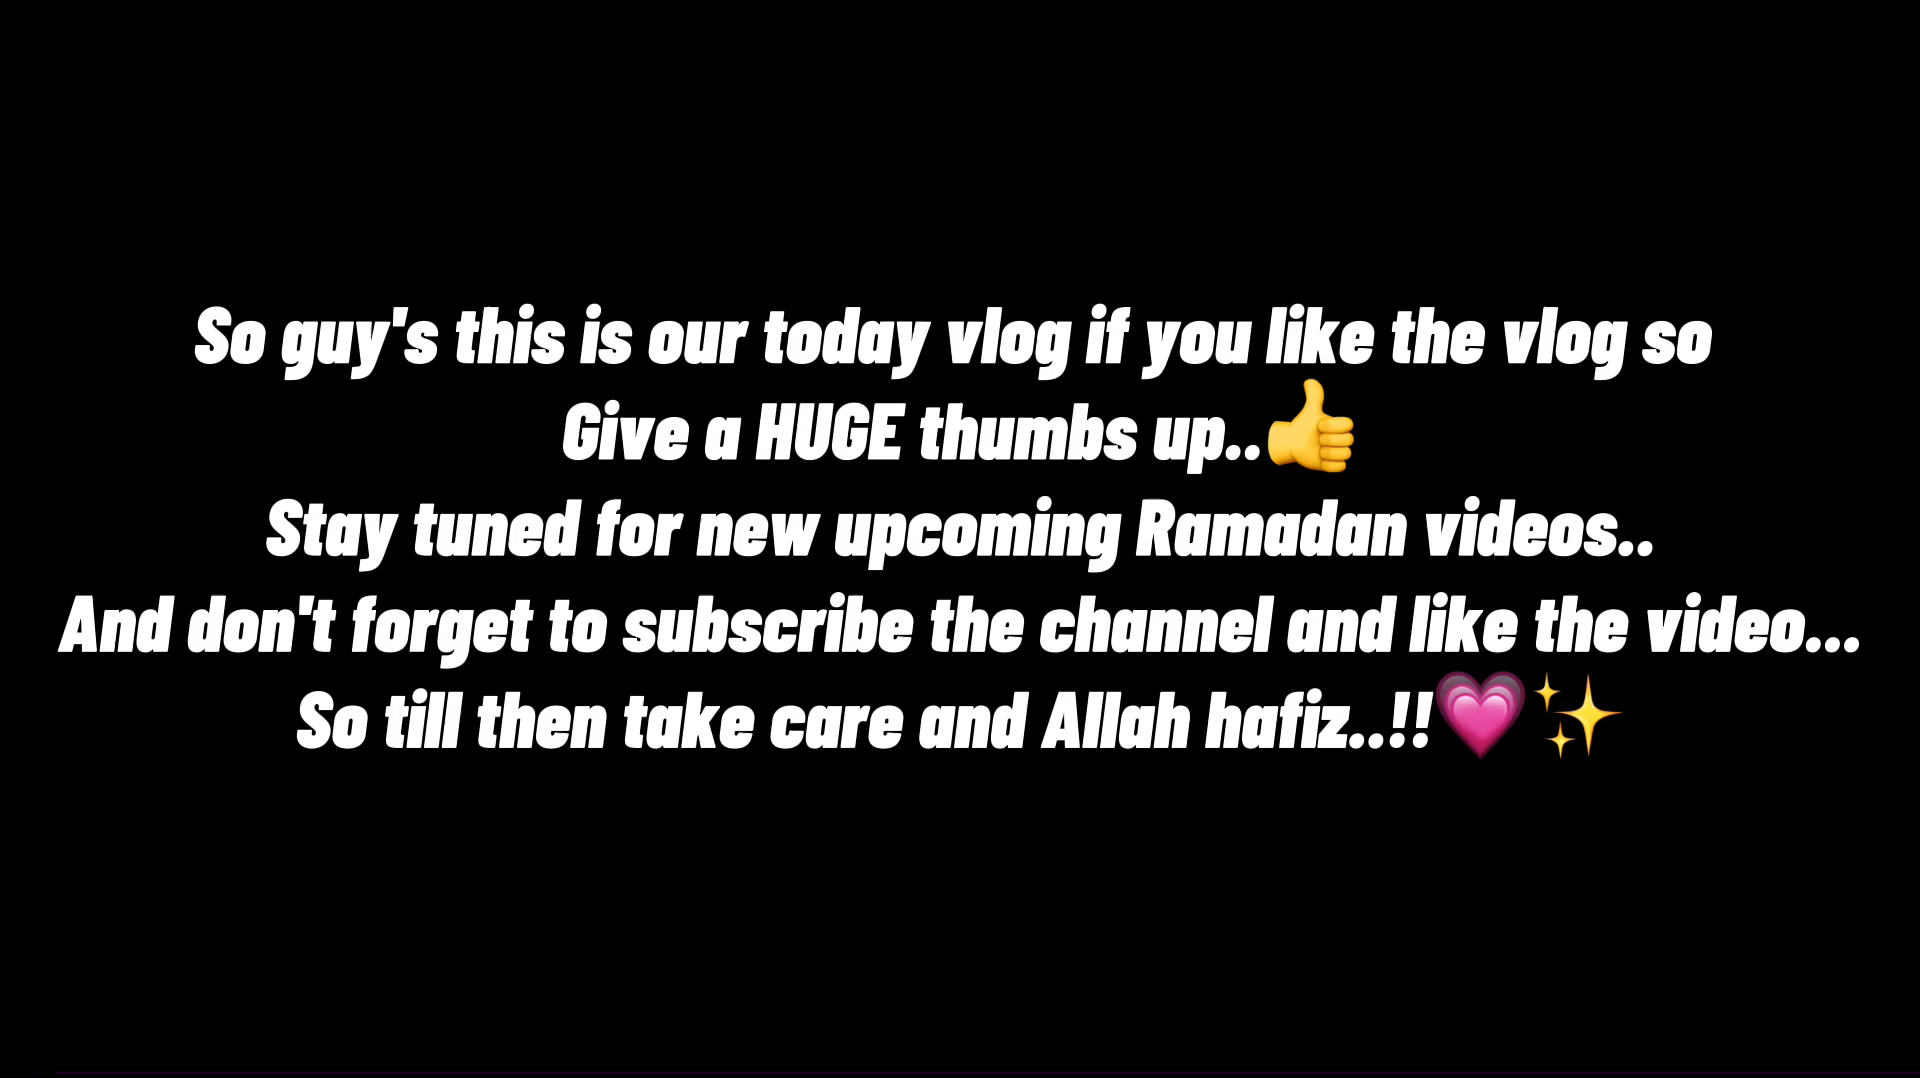 So guy's this is our today vlog if you like the vlog so
Give a HUGE thumbs up..👍
Stay tuned for new upcoming Ramadan videos..
And don't forget to subscribe the channel and like the video...
So till then take care and Allah hafiz..!!💗✨